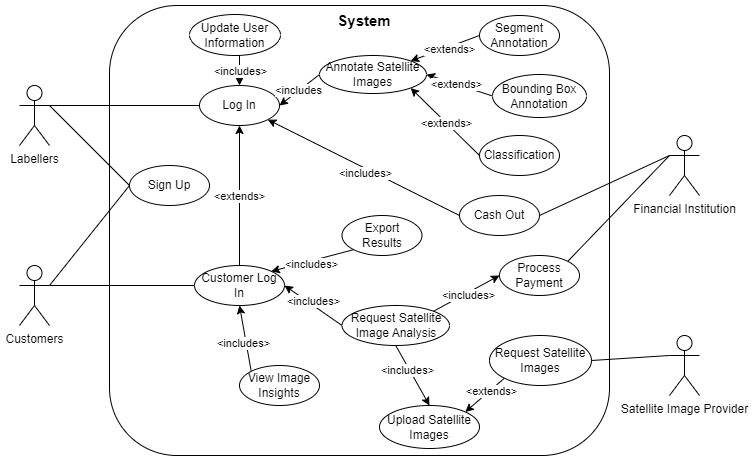 System
Update User
Information
<includes>
Segment
Annotation
<extends>
Annotate Satellite
Images
<includes
<extends>
Bounding Box
Annotation
Log In
Labellers
<extends>
Classification
Sign Up
<includes>
<extends>
Cash Out
Financial Institution
Export
Results
<includes>
Customer Log
In
Process
Payment
<includes>
<includes>
Customers
Request Satellite
Image Analysis
<includes>
Request Satellite
Images
<includes>
View Image
Insights
<extends>
Satellite Image Provider
Upload Satellite
Images